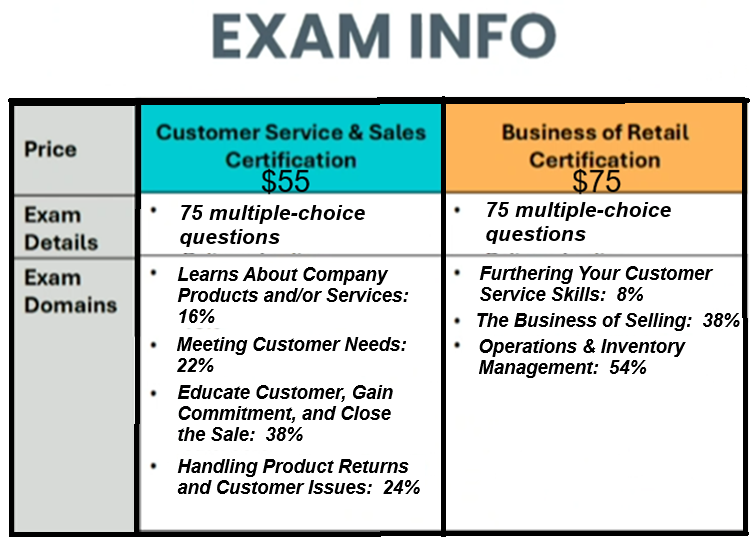 EXAM INFO
Price
Customer Service & Sales
Certification
$55
Business of Retail
Certification
$75
Exam
Details
• 75 multiple-choice
questions
• 75 multiple-choice
questions
Exam
Domains
• Learns About Company
Products and/or Services:
16%
• Meeting Customer Needs:
22%
• Educate Customer, Gain
Commitment, and Close
the Sale: 38%
• Handling Product Returns
and Customer Issues: 24%
• Furthering Your Customer
Service Skills: 8%
• The Business of Selling: 38%
• Operations & Inventory
Management: 54%